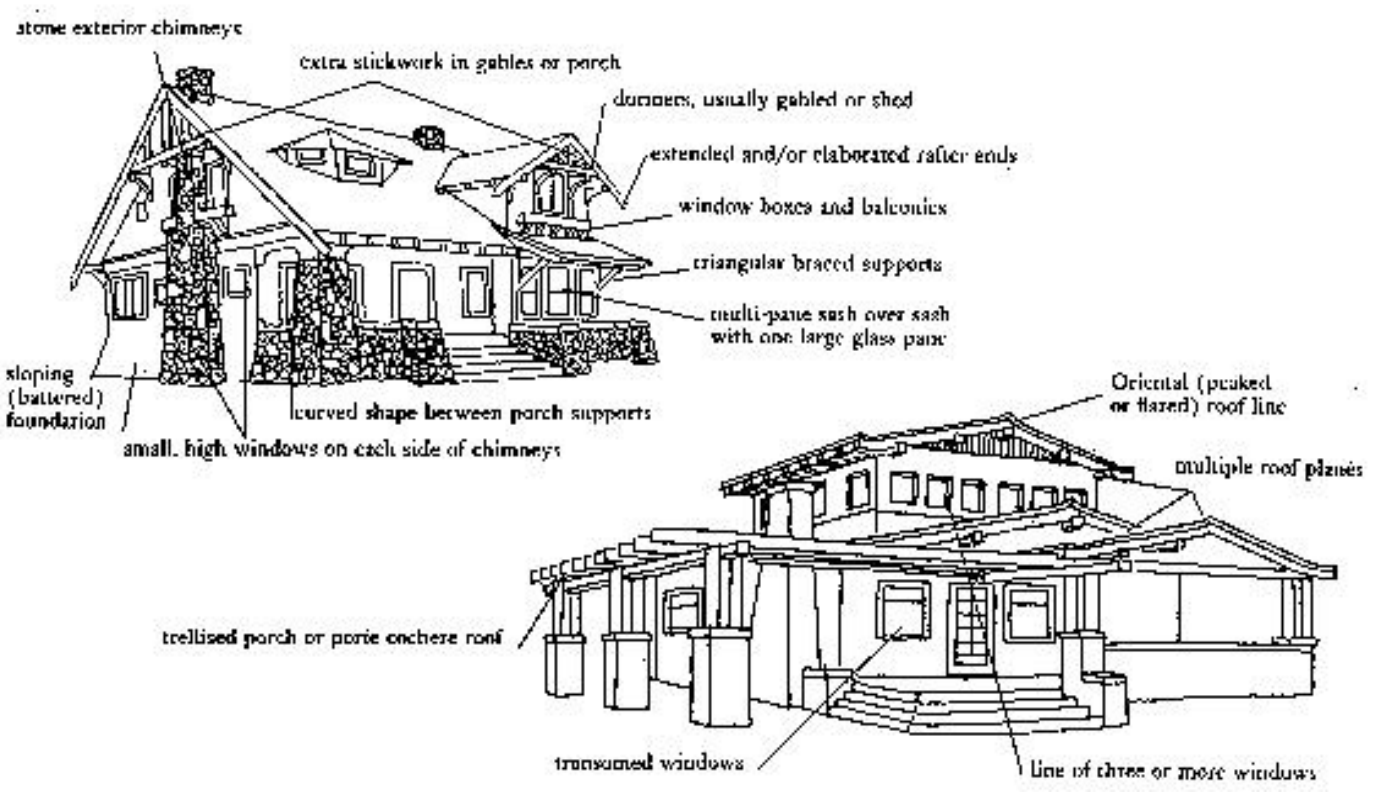 stone exterior chimneys
extra stickwork in gables or porch
dormers, usually gabled or shed
extended and/or elaborated rafter ends
window boxes and balconies
triangular braced supports
multi-pane sash over sash
with one large glass pane
sloping
(battered)
foundation
curved shape between porch supports
small, high windows on each side of chimneys
Oriental (peaked
or flared) roof line
multiple roof planes
trellised porch or porte cochere roof
transomed windows
line of three or more windows